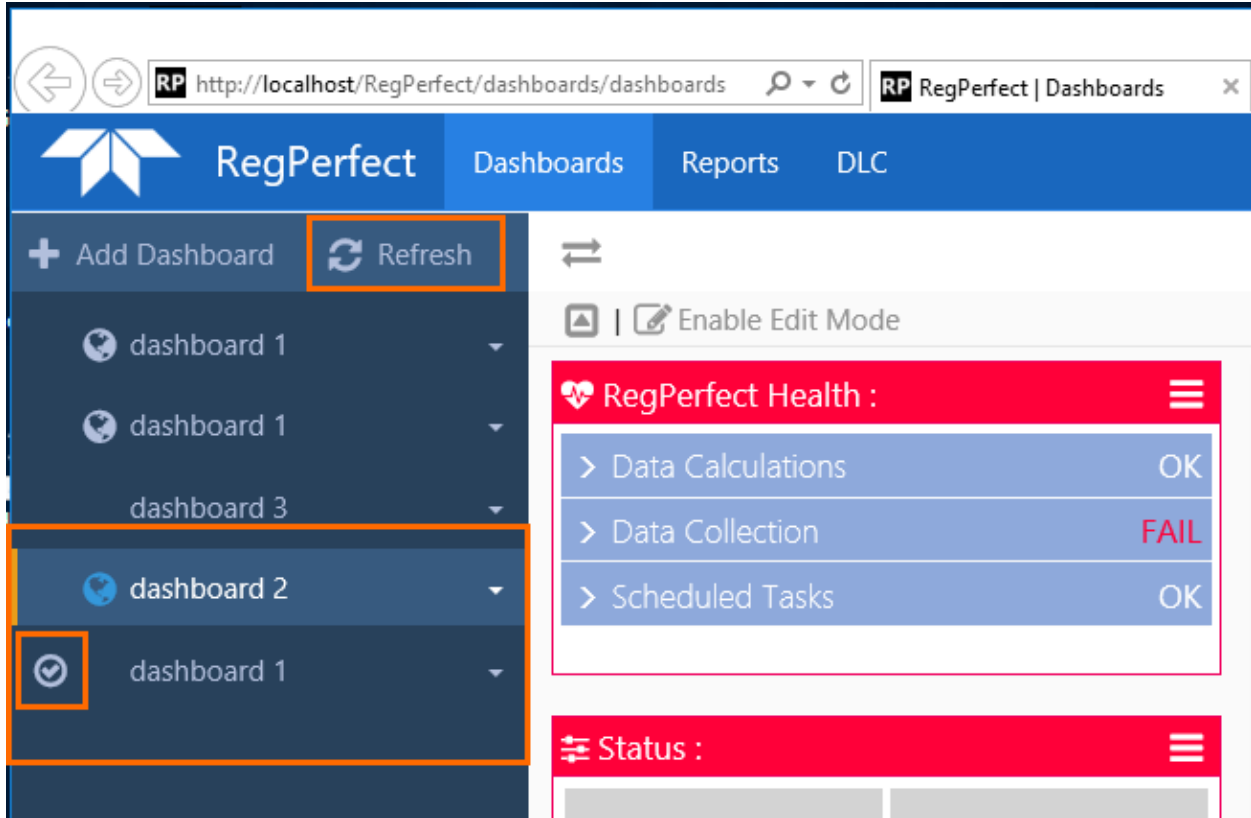 RP http://localhost/RegPerfect/dashboards/dashboards
RP RegPerfect | Dashboards
RegPerfect Dashboards Reports DLC
Add Dashboard Refresh
dashboard 1
dashboard 1
dashboard 3
dashboard 2
dashboard 1
| Enable Edit Mode
RegPerfect Health :
> Data Calculations OK
> Data Collection FAIL
> Scheduled Tasks OK
Status :